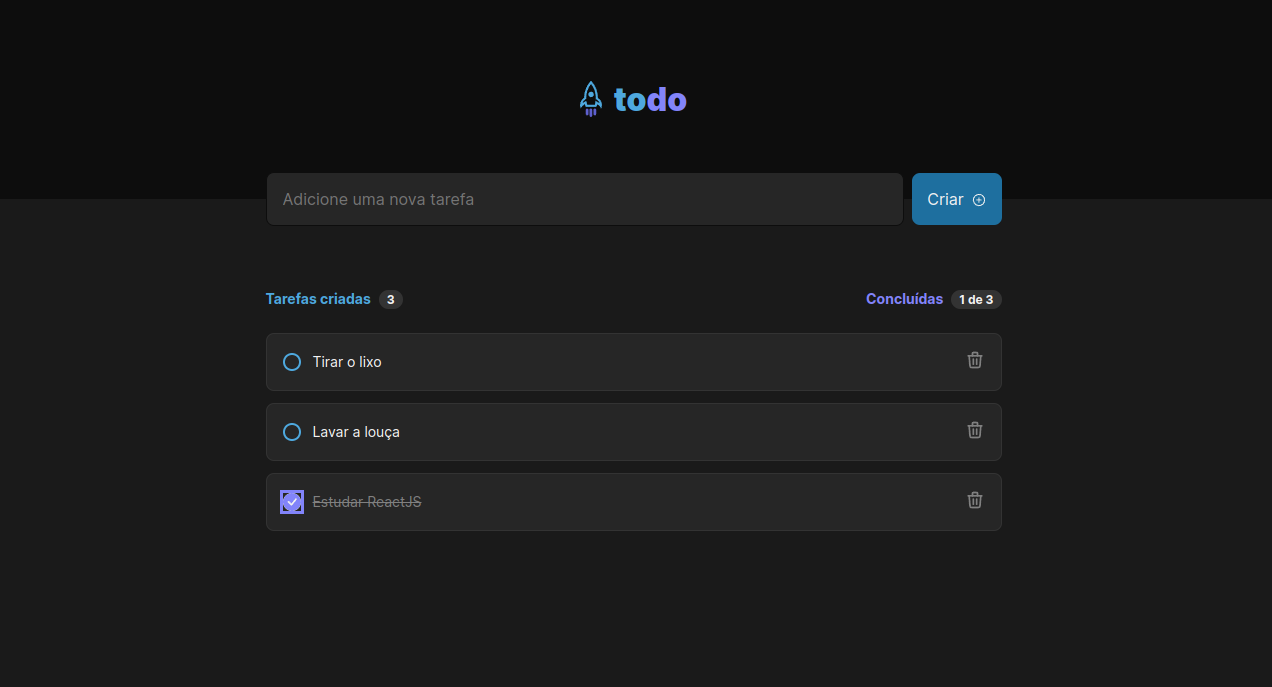 todo
Adicione uma nova tarefa
Criar
Tarefas criadas 3
Concluídas 1 de 3
Tirar o lixo
Lavar a louça
Estudar ReactJS